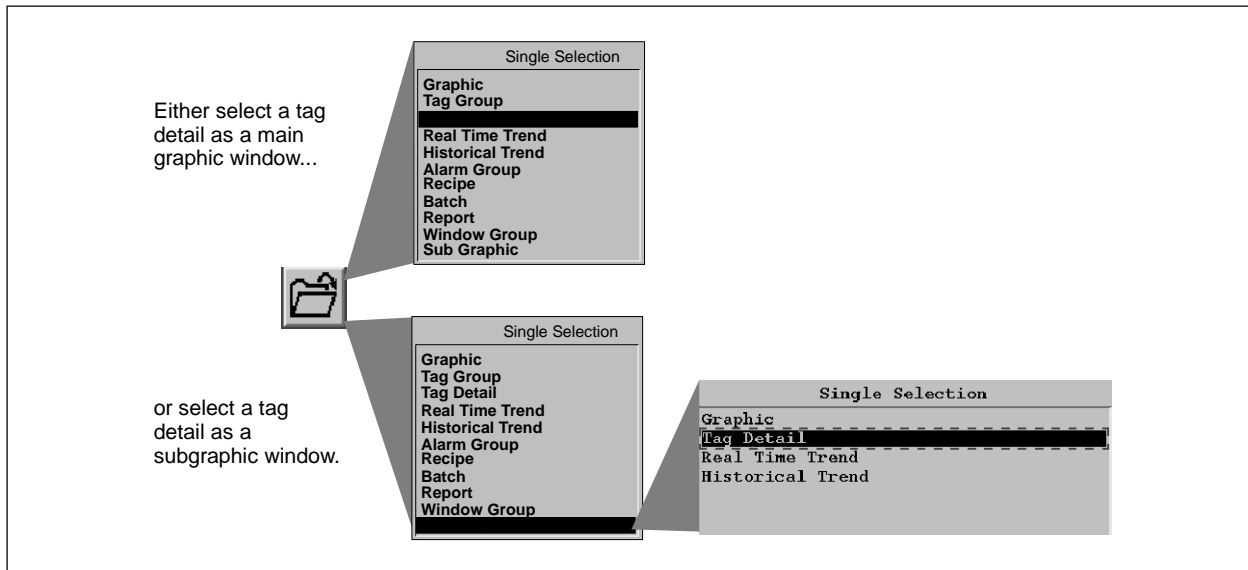 Either select a tag
detail as a main
graphic window...
Single Selection
Graphic
Tag Group
Real Time Trend
Historical Trend
Alarm Group
Recipe
Batch
Report
Window Group
Sub Graphic
or select a tag
detail as a
subgraphic window.
Single Selection
Graphic
Tag Group
Tag Detail
Real Time Trend
Historical Trend
Alarm Group
Recipe
Batch
Report
Window Group
Single Selection
Graphic
Tag Detail
Real Time Trend
Historical Trend